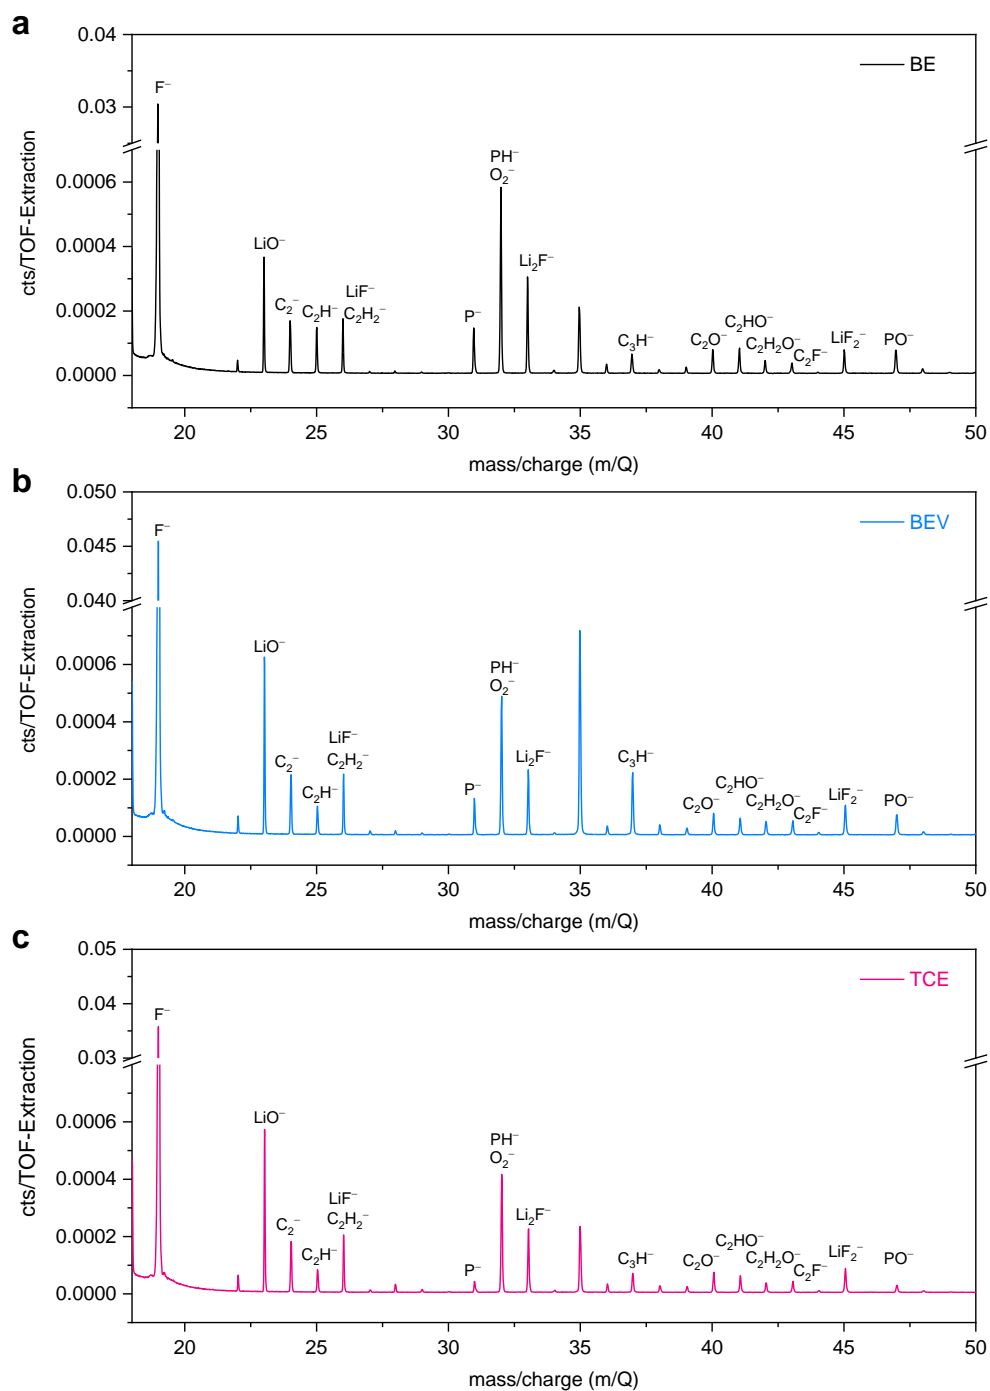 a
0.04
0.03
0.0006
0.0004
0.0002
0.0000
cts/TOF-Extraction
BE
F⁻
LiO⁻
C₂⁻
C₂H⁻
LiF⁻
C₂H₂⁻
P⁻
PH⁻
O₂⁻
Li₂F⁻
C₃H⁻
C₂O⁻
C₂HO⁻
C₂H₂O⁻
C₂F⁻
LiF₂⁻
PO⁻
20 25 30 35 40 45 50
mass/charge (m/Q)
b
0.050
0.045
0.040
0.0006
0.0004
0.0002
0.0000
cts/TOF-Extraction
BEV
F⁻
LiO⁻
C₂⁻
C₂H⁻
LiF⁻
C₂H₂⁻
P⁻
PH⁻
O₂⁻
Li₂F⁻
C₃H⁻
C₂O⁻
C₂HO⁻
C₂H₂O⁻
C₂F⁻
LiF₂⁻
PO⁻
20 25 30 35 40 45 50
mass/charge (m/Q)
c
0.05
0.04
0.03
0.0006
0.0004
0.0002
0.0000
cts/TOF-Extraction
TCE
F⁻
LiO⁻
C₂⁻
C₂H⁻
LiF⁻
C₂H₂⁻
P⁻
PH⁻
O₂⁻
Li₂F⁻
C₃H⁻
C₂O⁻
C₂HO⁻
C₂H₂O⁻
C₂F⁻
LiF₂⁻
PO⁻
20 25 30 35 40 45 50
mass/charge (m/Q)